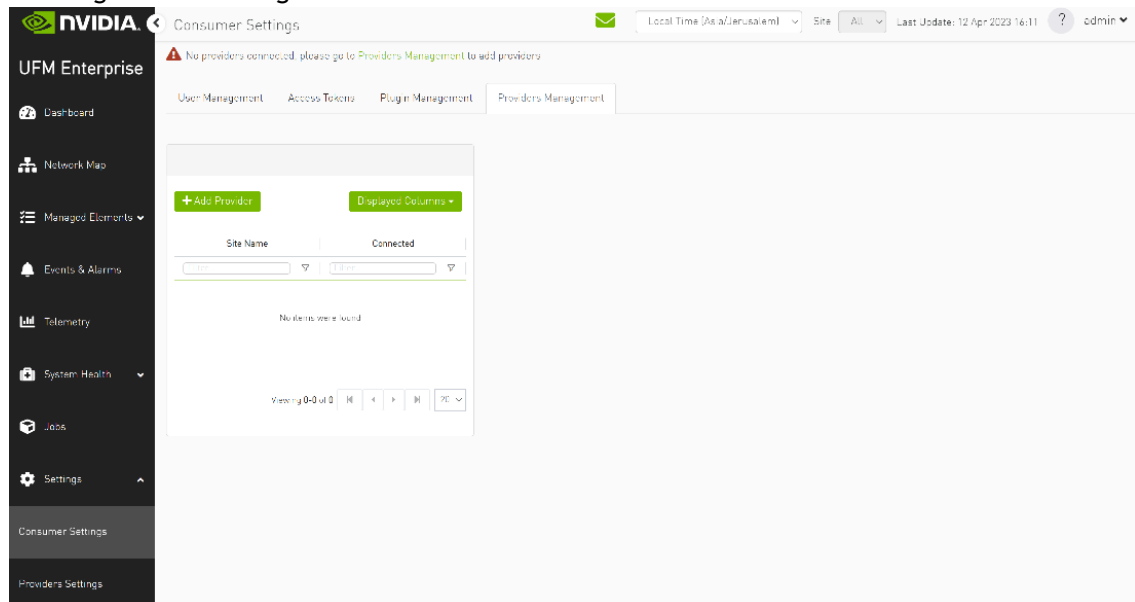 NVIDIA.
Consumer Settings
Local Time (Asia/Jerusalem)
Site
All
Last Update: 12 Apr 2023 16:11
?
admin
UFM Enterprise
No providers connected, please go to Providers Management to add providers
User Management
Access Tokens
Plugin Management
Providers Management
Dashboard
Network Map
Managed Elements
Events & Alarms
Telemetry
System Health
Jobs
Settings
Consumer Settings
Providers Settings
+ Add Provider
Displayed Columns
Site Name
Connected
Filter...
Filter...
No items were found
Viewing 0-0 of 0
20